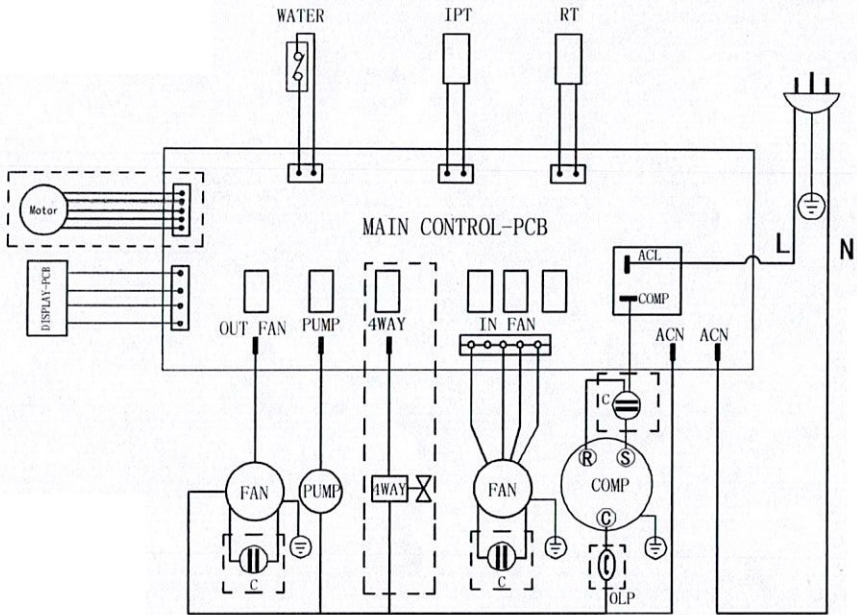 WATER IPT RT
Motor
MAIN CONTROL-PCB
L N
ACL
DISPLAY-PCB
COMP
OUT FAN PUMP 4WAY IN FAN
ACN ACN
C
R S
FAN PUMP 4WAY FAN COMP
C
C C
OLP